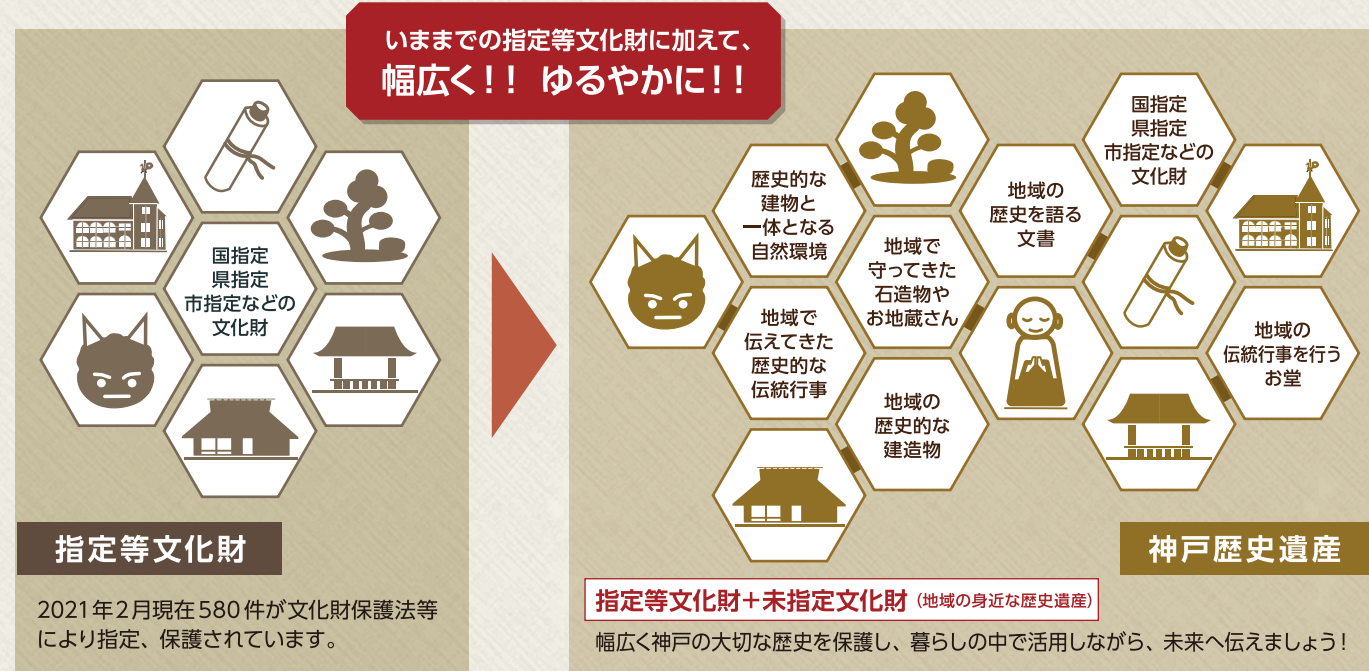 いままでの指定等文化財に加えて、
幅広く!! ゆるやかに!!
国指定
県指定
市指定などの
文化財
指定等文化財
2021年2月現在580件が文化財保護法等
により指定、保護されています。
国指定
県指定
市指定などの
文化財
歴史的な
建物と
一体となる
自然環境
地域の
歴史を語る
文書
地域で
守ってきた
石造物や
お地蔵さん
地域で
伝えてきた
歴史的な
伝統行事
地域の
伝統行事を行う
お堂
地域の
歴史的な
建造物
神戸歴史遺産
指定等文化財+未指定文化財(地域の身近な歴史遺産)
幅広く神戸の大切な歴史を保護し、暮らしの中で活用しながら、未来へ伝えましょう!